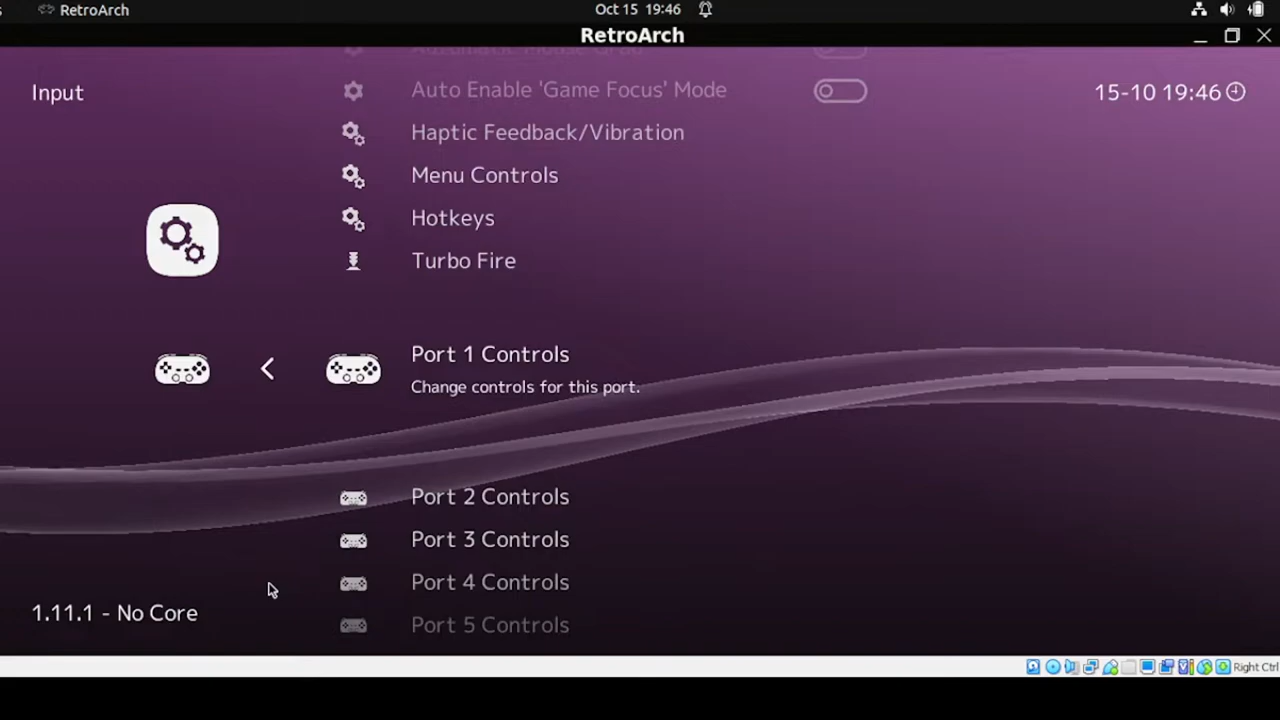 RetroArch
Oct 15 19:46
RetroArch
Input
15-10 19:46
Auto Enable 'Game Focus' Mode
Haptic Feedback/Vibration
Menu Controls
Hotkeys
Turbo Fire
Port 1 Controls
Change controls for this port.
Port 2 Controls
Port 3 Controls
Port 4 Controls
Port 5 Controls
1.11.1 - No Core
Right Ctrl